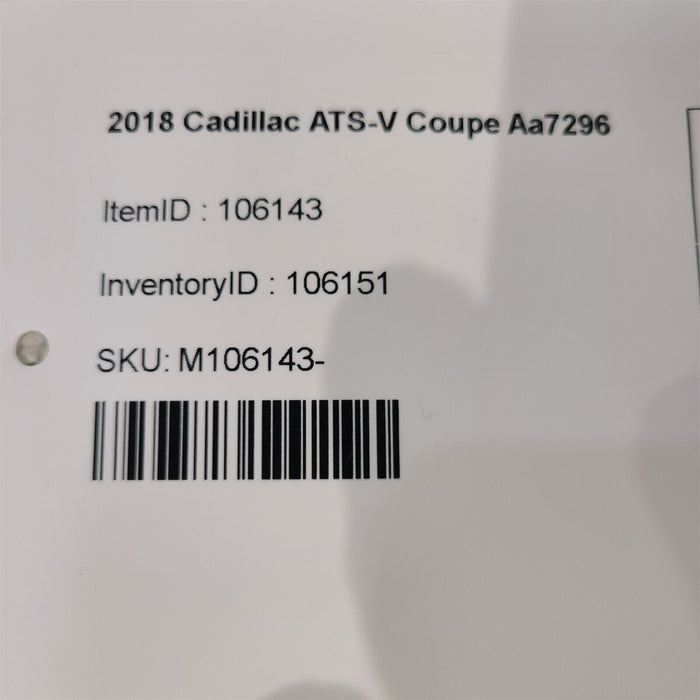 2018 Cadillac ATS-V Coupe Aa7296
ItemID : 106143
InventoryID : 106151
SKU: M106143-